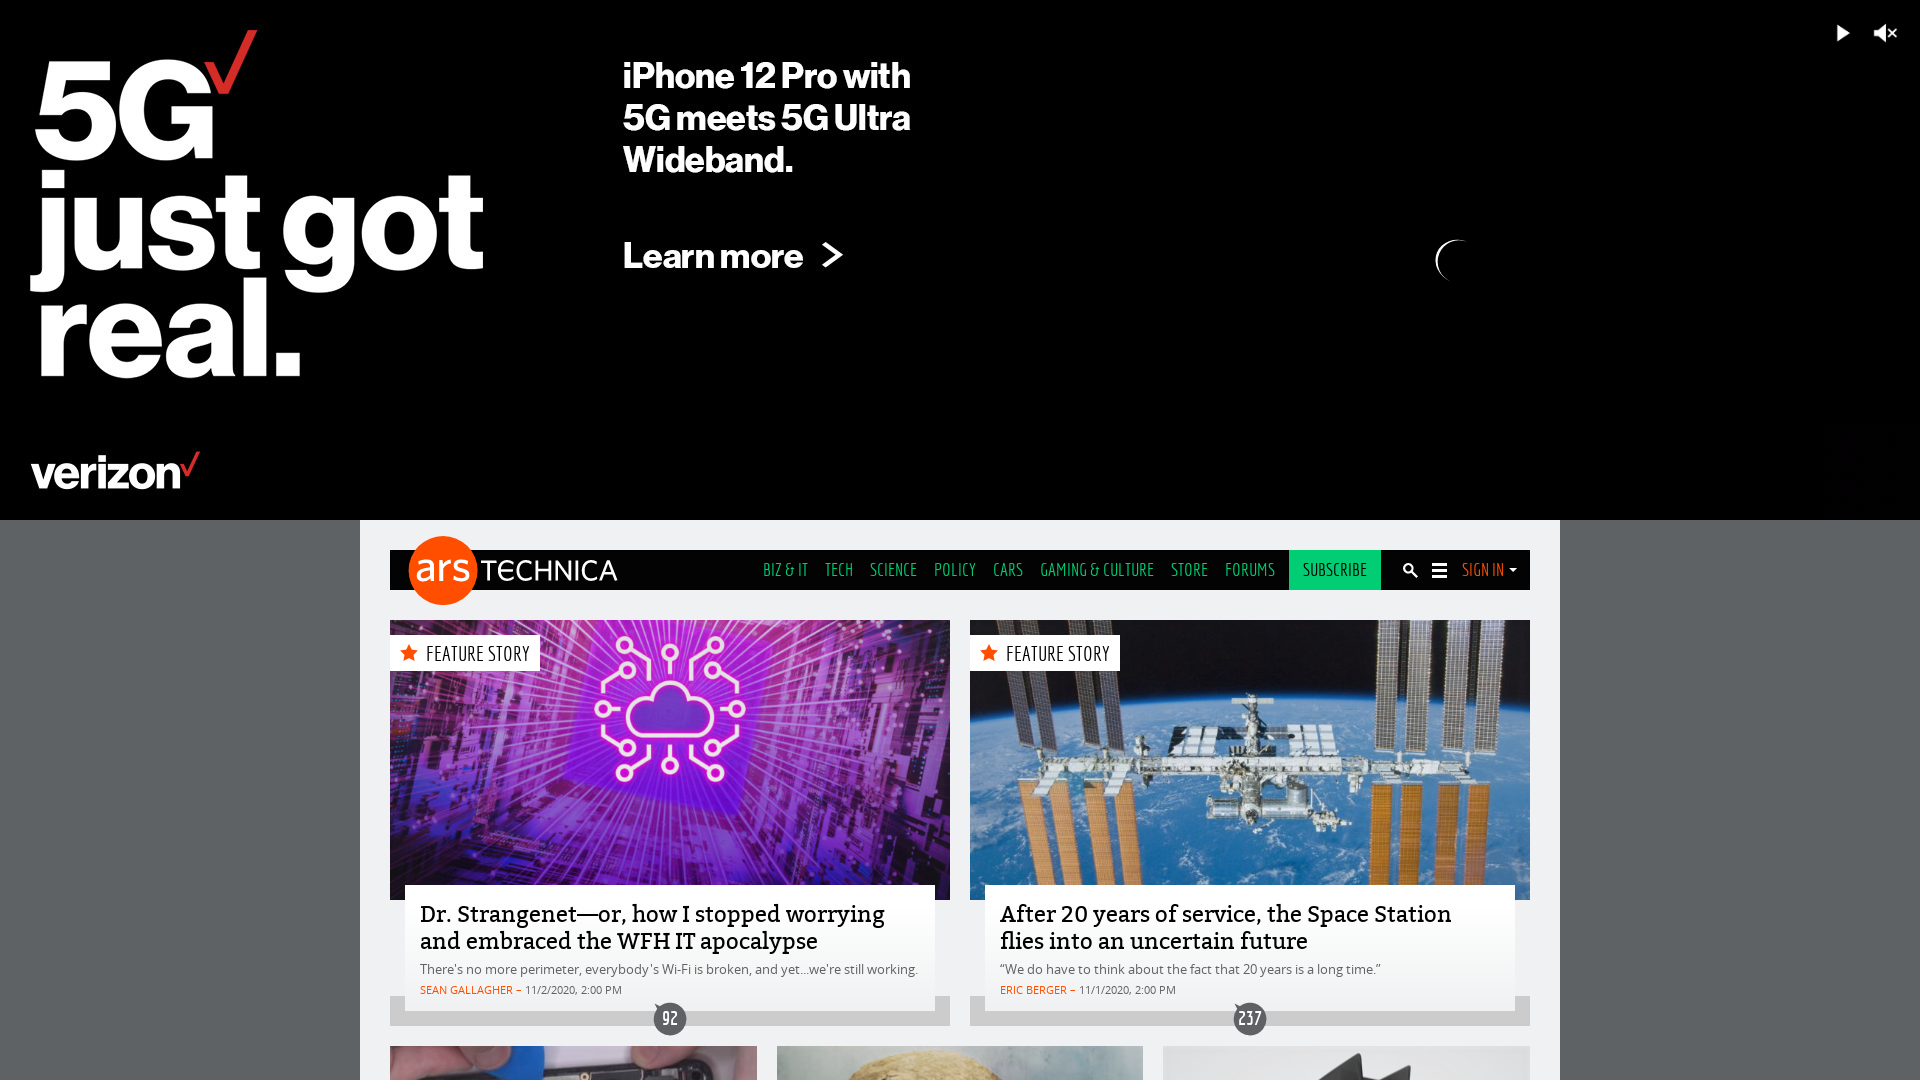 5G
just got
real.
verizon
iPhone 12 Pro with
5G meets 5G Ultra
Wideband.
Learn more
ars TECHNICA
BIZ & IT TECH SCIENCE POLICY CARS GAMING & CULTURE STORE FORUMS SUBSCRIBE SIGN IN
FEATURE STORY
Dr. Strangenet—or, how I stopped worrying
and embraced the WFH IT apocalypse
There's no more perimeter, everybody's Wi-Fi is broken, and yet...we're still working.
SEAN GALLAGHER – 11/2/2020, 2:00 PM
92
FEATURE STORY
After 20 years of service, the Space Station
flies into an uncertain future
“We do have to think about the fact that 20 years is a long time.”
ERIC BERGER – 11/1/2020, 2:00 PM
237